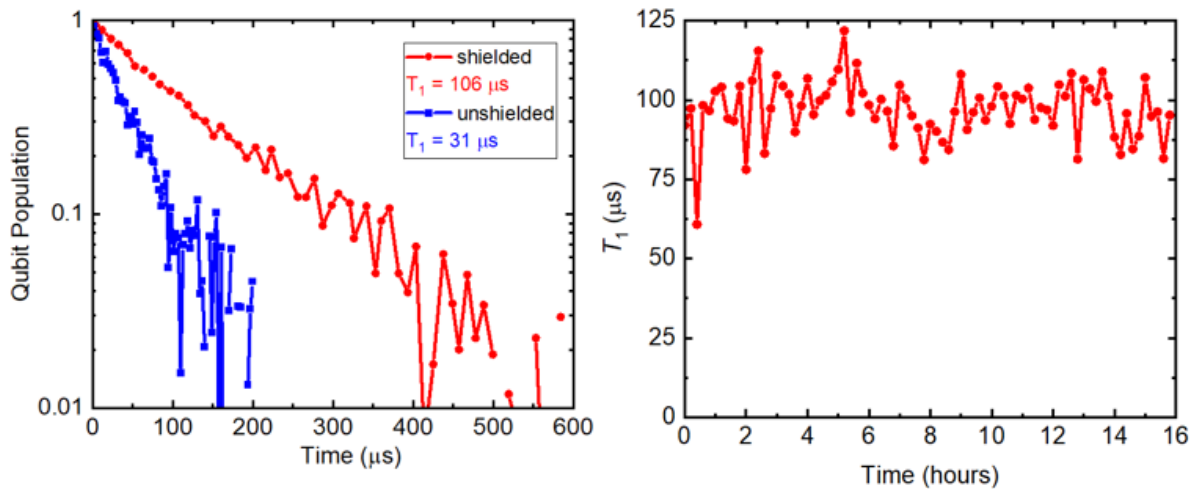 1
0.1
0.01
Qubit Population
0 100 200 300 400 500 600
Time (μs)
shielded
T1 = 106 μs
unshielded
T1 = 31 μs
125
100
75
50
25
0
T1 (μs)
0 2 4 6 8 10 12 14 16
Time (hours)